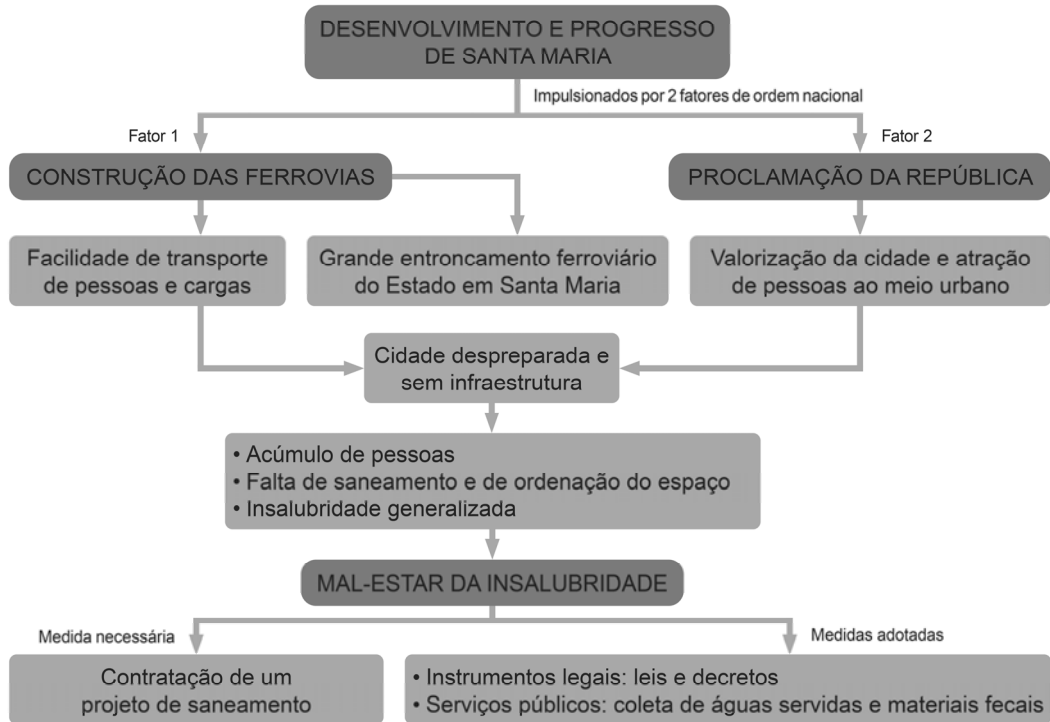 DESENVOLVIMENTO E PROGRESSO
DE SANTA MARIA
Impulsionados por 2 fatores de ordem nacional
Fator 1
Fator 2
CONSTRUÇÃO DAS FERROVIAS
PROCLAMAÇÃO DA REPÚBLICA
Facilidade de transporte
de pessoas e cargas
Grande entroncamento ferroviário
do Estado em Santa Maria
Valorização da cidade e atração
de pessoas ao meio urbano
Cidade despreparada e
sem infraestrutura
• Acúmulo de pessoas
• Falta de saneamento e de ordenação do espaço
• Insalubridade generalizada
MAL-ESTAR DA INSALUBRIDADE
Medida necessária
Medidas adotadas
Contratação de um
projeto de saneamento
• Instrumentos legais: leis e decretos
• Serviços públicos: coleta de águas servidas e materiais fecais